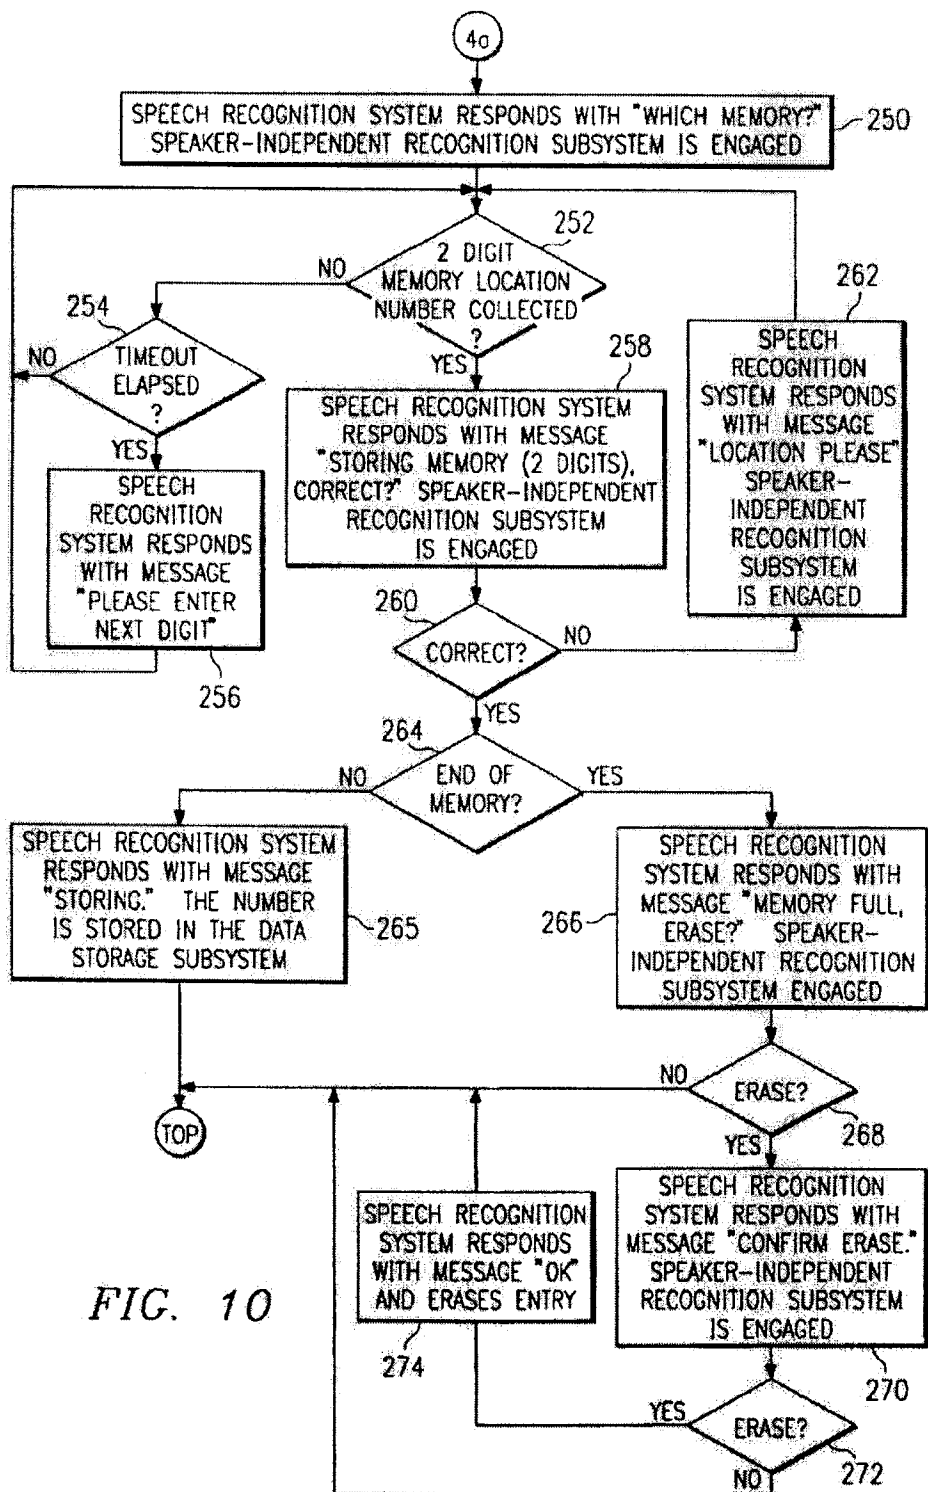 4a
SPEECH RECOGNITION SYSTEM RESPONDS WITH "WHICH MEMORY?"
SPEAKER-INDEPENDENT RECOGNITION SUBSYSTEM IS ENGAGED
250
252
2 DIGIT
MEMORY LOCATION
NUMBER COLLECTED
?
NO
YES
254
TIMEOUT
ELAPSED
?
NO
YES
SPEECH
RECOGNITION
SYSTEM RESPONDS
WITH MESSAGE
"PLEASE ENTER
NEXT DIGIT"
256
258
SPEECH RECOGNITION SYSTEM
RESPONDS WITH MESSAGE
"STORING MEMORY (2 DIGITS),
CORRECT?" SPEAKER-INDEPENDENT
RECOGNITION SUBSYSTEM
IS ENGAGED
262
SPEECH
RECOGNITION
SYSTEM RESPONDS
WITH MESSAGE
"LOCATION PLEASE"
SPEAKER-
INDEPENDENT
RECOGNITION
SUBSYSTEM
IS ENGAGED
260
CORRECT?
NO
YES
264
END OF
MEMORY?
NO
YES
SPEECH RECOGNITION SYSTEM
RESPONDS WITH MESSAGE
"STORING." THE NUMBER
IS STORED IN THE DATA
STORAGE SUBSYSTEM
265
266
SPEECH RECOGNITION
SYSTEM RESPONDS WITH
MESSAGE "MEMORY FULL,
ERASE?" SPEAKER-
INDEPENDENT RECOGNITION
SUBSYSTEM ENGAGED
NO
ERASE?
268
YES
TOP
SPEECH RECOGNITION
SYSTEM RESPONDS
WITH MESSAGE "OK"
AND ERASES ENTRY
274
SPEECH RECOGNITION
SYSTEM RESPONDS WITH
MESSAGE "CONFIRM ERASE."
SPEAKER-INDEPENDENT
RECOGNITION SUBSYSTEM
IS ENGAGED
270
YES
ERASE?
272
NO
FIG. 10